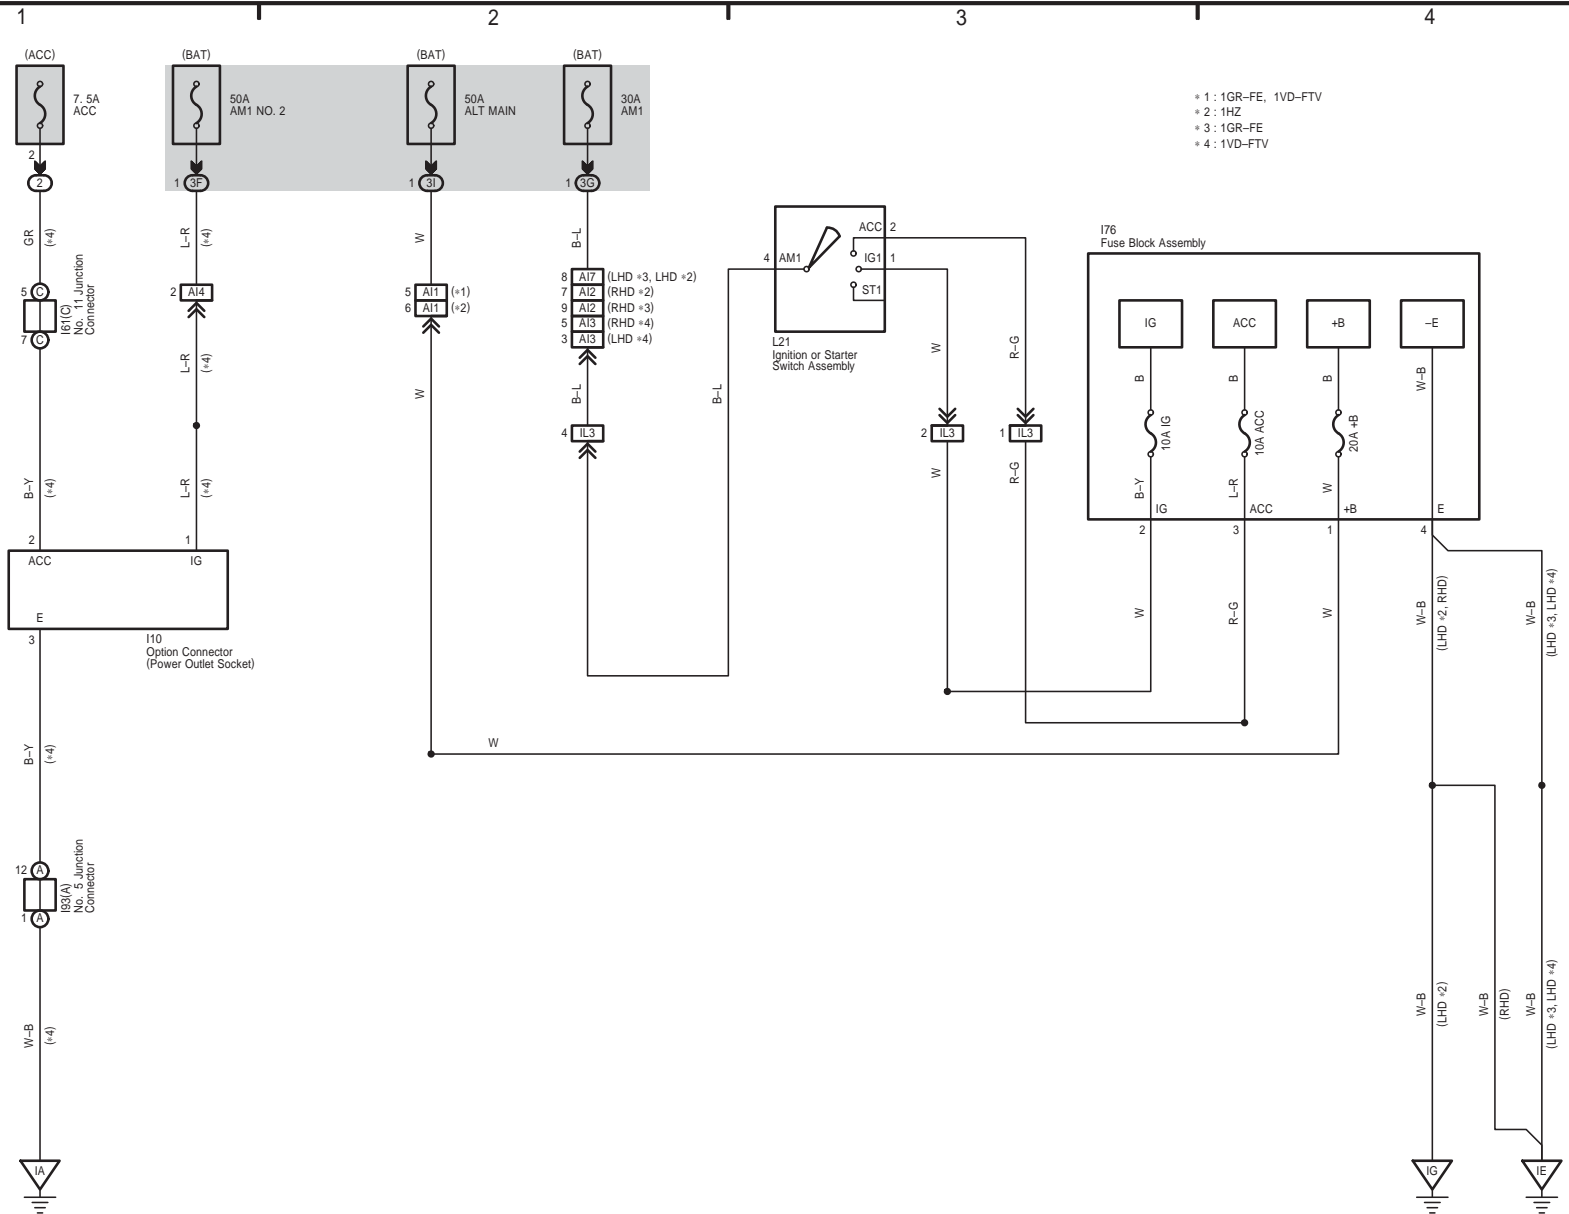 1
2
3
4
(ACC)
(BAT)
(BAT)
(BAT)
7. 5A
ACC
50A
AM1 NO. 2
50A
ALT MAIN
30A
AM1
∗ 1 : 1GR–FE, 1VD–FTV
∗ 2 : 1HZ
∗ 3 : 1GR–FE
∗ 4 : 1VD–FTV
2
2
1 3F
1 3I
1 3G
GR
(∗4)
L–R
(∗4)
W
B–L
5 C
7 C
I61(C)
No. 11 Junction
Connector
2 AI4
5 AI1 (∗1)
6 AI1 (∗2)
8 AI7 (LHD ∗3, LHD ∗2)
7 AI2 (RHD ∗2)
9 AI2 (RHD ∗3)
5 AI3 (RHD ∗4)
3 AI3 (LHD ∗4)
L–R
(∗4)
W
B–L
4 IL3
B–L
4 AM1
ACC 2
IG1 1
ST1
L21
Ignition or Starter
Switch Assembly
W
R–G
2 IL3
1 IL3
W
R–G
I76
Fuse Block Assembly
IG
ACC
+B
–E
B
B
B
W–B
10A IG
10A ACC
20A +B
B–Y
L–R
W
IG
ACC
+B
E
2
3
1
4
B–Y
(∗4)
L–R
(∗4)
2
1
ACC
IG
E
3
I10
Option Connector
(Power Outlet Socket)
W
R–G
W
W–B
(LHD ∗2, RHD)
W–B
(LHD ∗3, LHD ∗4)
B–Y
(∗4)
W
12 A
1 A
I93(A)
No. 5 Junction
Connector
W–B
(∗4)
W–B
(LHD ∗2)
W–B
(RHD)
W–B
(LHD ∗3, LHD ∗4)
IA
IG
IE